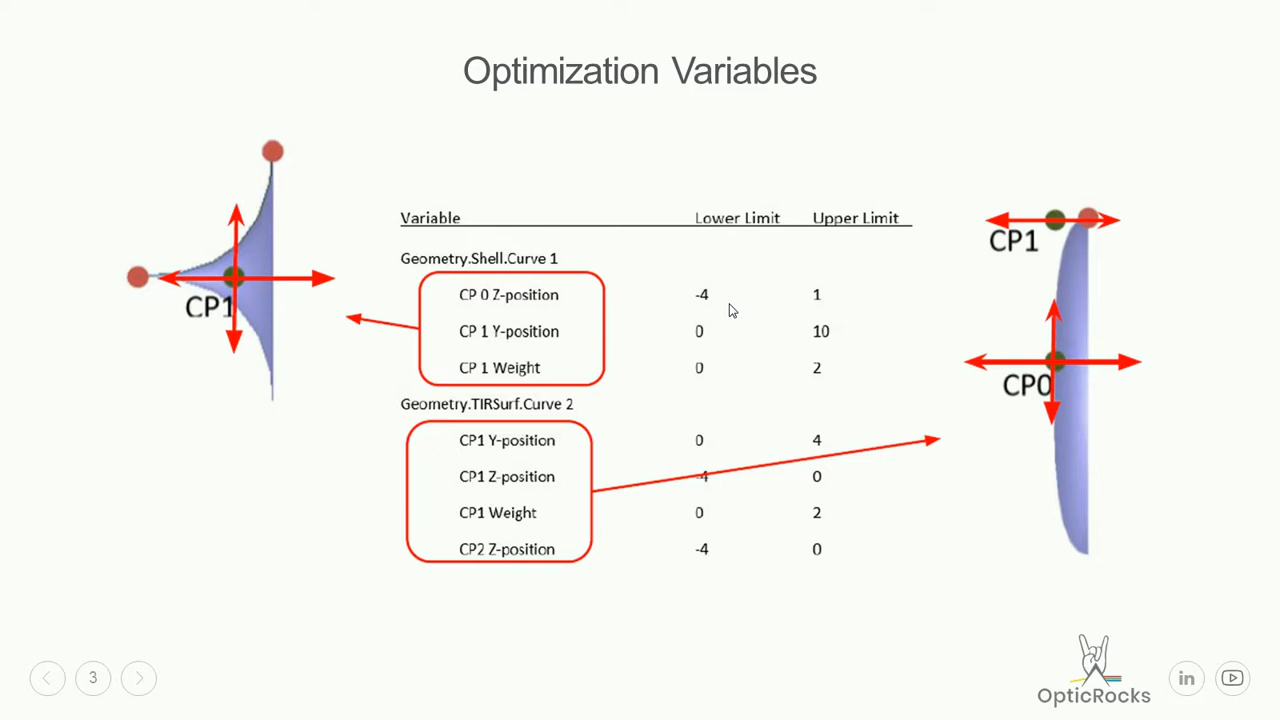 Optimization Variables
Variable Lower Limit Upper Limit
Geometry.Shell.Curve 1
CP 0 Z-position -4 1
CP 1 Y-position 0 10
CP 1 Weight 0 2
Geometry.TIRSurf.Curve 2
CP1 Y-position 0 4
CP1 Z-position -4 0
CP1 Weight 0 2
CP2 Z-position -4 0
CP1
CP1
CP0
3
OpticRocks
in